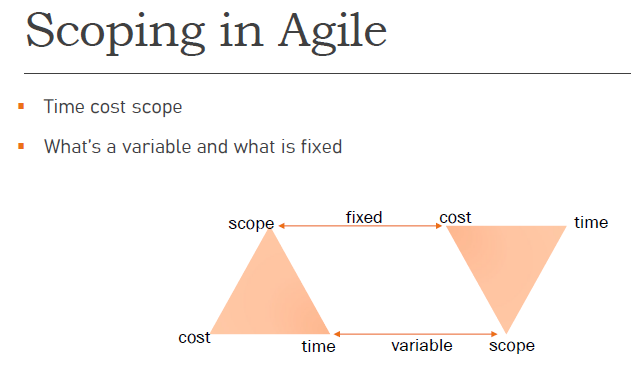 Scoping in Agile
Time cost scope
What's a variable and what is fixed
scope fixed cost time
cost time variable scope